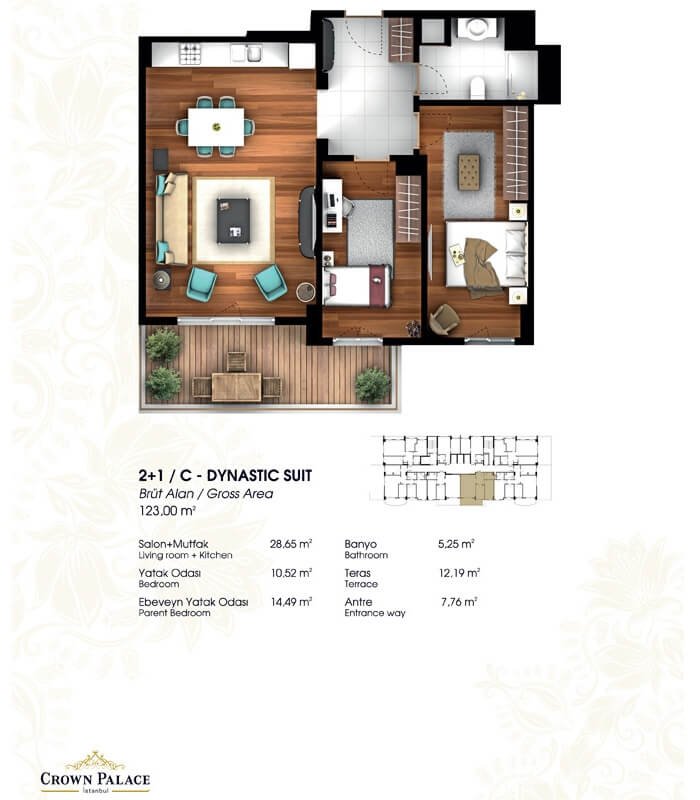 2+1 / C - DYNASTIC SUIT
Brüt Alan / Gross Area
123,00 m²
Salon+Mutfak 28,65 m²
Living room + Kitchen
Yatak Odası 10,52 m²
Bedroom
Ebeveyn Yatak Odası 14,49 m²
Parent Bedroom
Banyo 5,25 m²
Bathroom
Teras 12,19 m²
Terrace
Antre 7,76 m²
Entrance way
CROWN PALACE
İstanbul